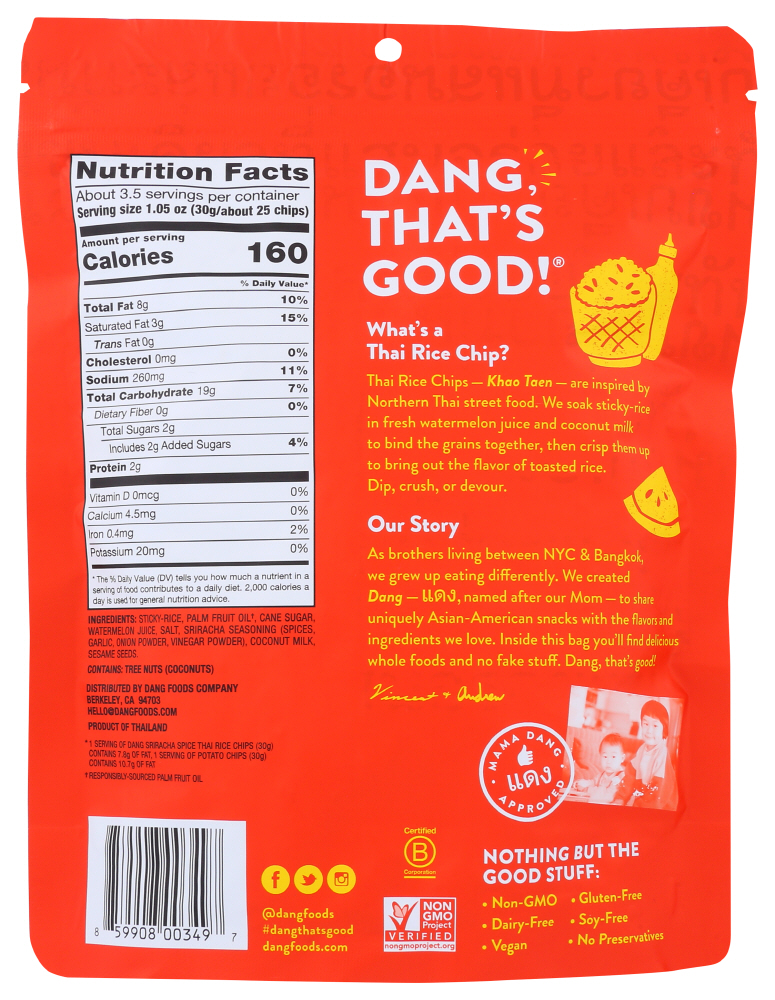 Nutrition Facts
About 3.5 servings per container
Serving size 1.05 oz (30g/about 25 chips)
Amount per serving
Calories 160
% Daily Value*
Total Fat 8g 10%
Saturated Fat 3g 15%
Trans Fat 0g
Cholesterol 0mg 0%
Sodium 260mg 11%
Total Carbohydrate 19g 7%
Dietary Fiber 0g 0%
Total Sugars 2g
Includes 2g Added Sugars 4%
Protein 2g
Vitamin D 0mcg 0%
Calcium 4.5mg 0%
Iron 0.4mg 2%
Potassium 20mg 0%
* The % Daily Value (DV) tells you how much a nutrient in a
serving of food contributes to a daily diet. 2,000 calories a
day is used for general nutrition advice.
INGREDIENTS: STICKY-RICE, PALM FRUIT OIL†, CANE SUGAR,
WATERMELON JUICE, SALT, SRIRACHA SEASONING (SPICES,
GARLIC, ONION POWDER, VINEGAR POWDER), COCONUT MILK,
SESAME SEEDS.
CONTAINS: TREE NUTS (COCONUTS)
DISTRIBUTED BY DANG FOODS COMPANY
BERKELEY, CA 94703
HELLO@DANGFOODS.COM
PRODUCT OF THAILAND
*1 SERVING OF DANG SRIRACHA SPICE THAI RICE CHIPS (30g)
CONTAINS 7.8g OF FAT, 1 SERVING OF POTATO CHIPS (30g)
CONTAINS 10.7g OF FAT
†RESPONSIBLY-SOURCED PALM FRUIT OIL
8 59908 00349 7
DANG,
THAT'S
GOOD!®
What's a
Thai Rice Chip?
Thai Rice Chips — Khao Taen — are inspired by
Northern Thai street food. We soak sticky-rice
in fresh watermelon juice and coconut milk
to bind the grains together, then crisp them up
to bring out the flavor of toasted rice.
Dip, crush, or devour.
Our Story
As brothers living between NYC & Bangkok,
we grew up eating differently. We created
Dang — แดง, named after our Mom — to share
uniquely Asian-American snacks with the flavors and
ingredients we love. Inside this bag you'll find delicious
whole foods and no fake stuff. Dang, that's good!
Vincent + Andrew
MAMA DANG
แดง
APPROVED
@dangfoods
#dangthatsgood
dangfoods.com
Certified
B
Corporation
NON
GMO
Project
VERIFIED
nongmoproject.org
NOTHING BUT THE
GOOD STUFF:
• Non-GMO • Gluten-Free
• Dairy-Free • Soy-Free
• Vegan • No Preservatives